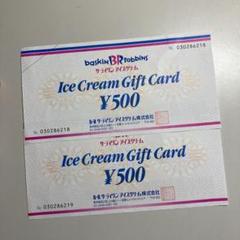 baskin BR robbins
サーティワン アイスクリーム
№ 030286218
Ice Cream Gift Card
¥500
№ 030286218
B-R サーティワン アイスクリーム株式会社
Ice Cream Gift Card
¥500
№ 030286219
B-R サーティワン アイスクリーム株式会社